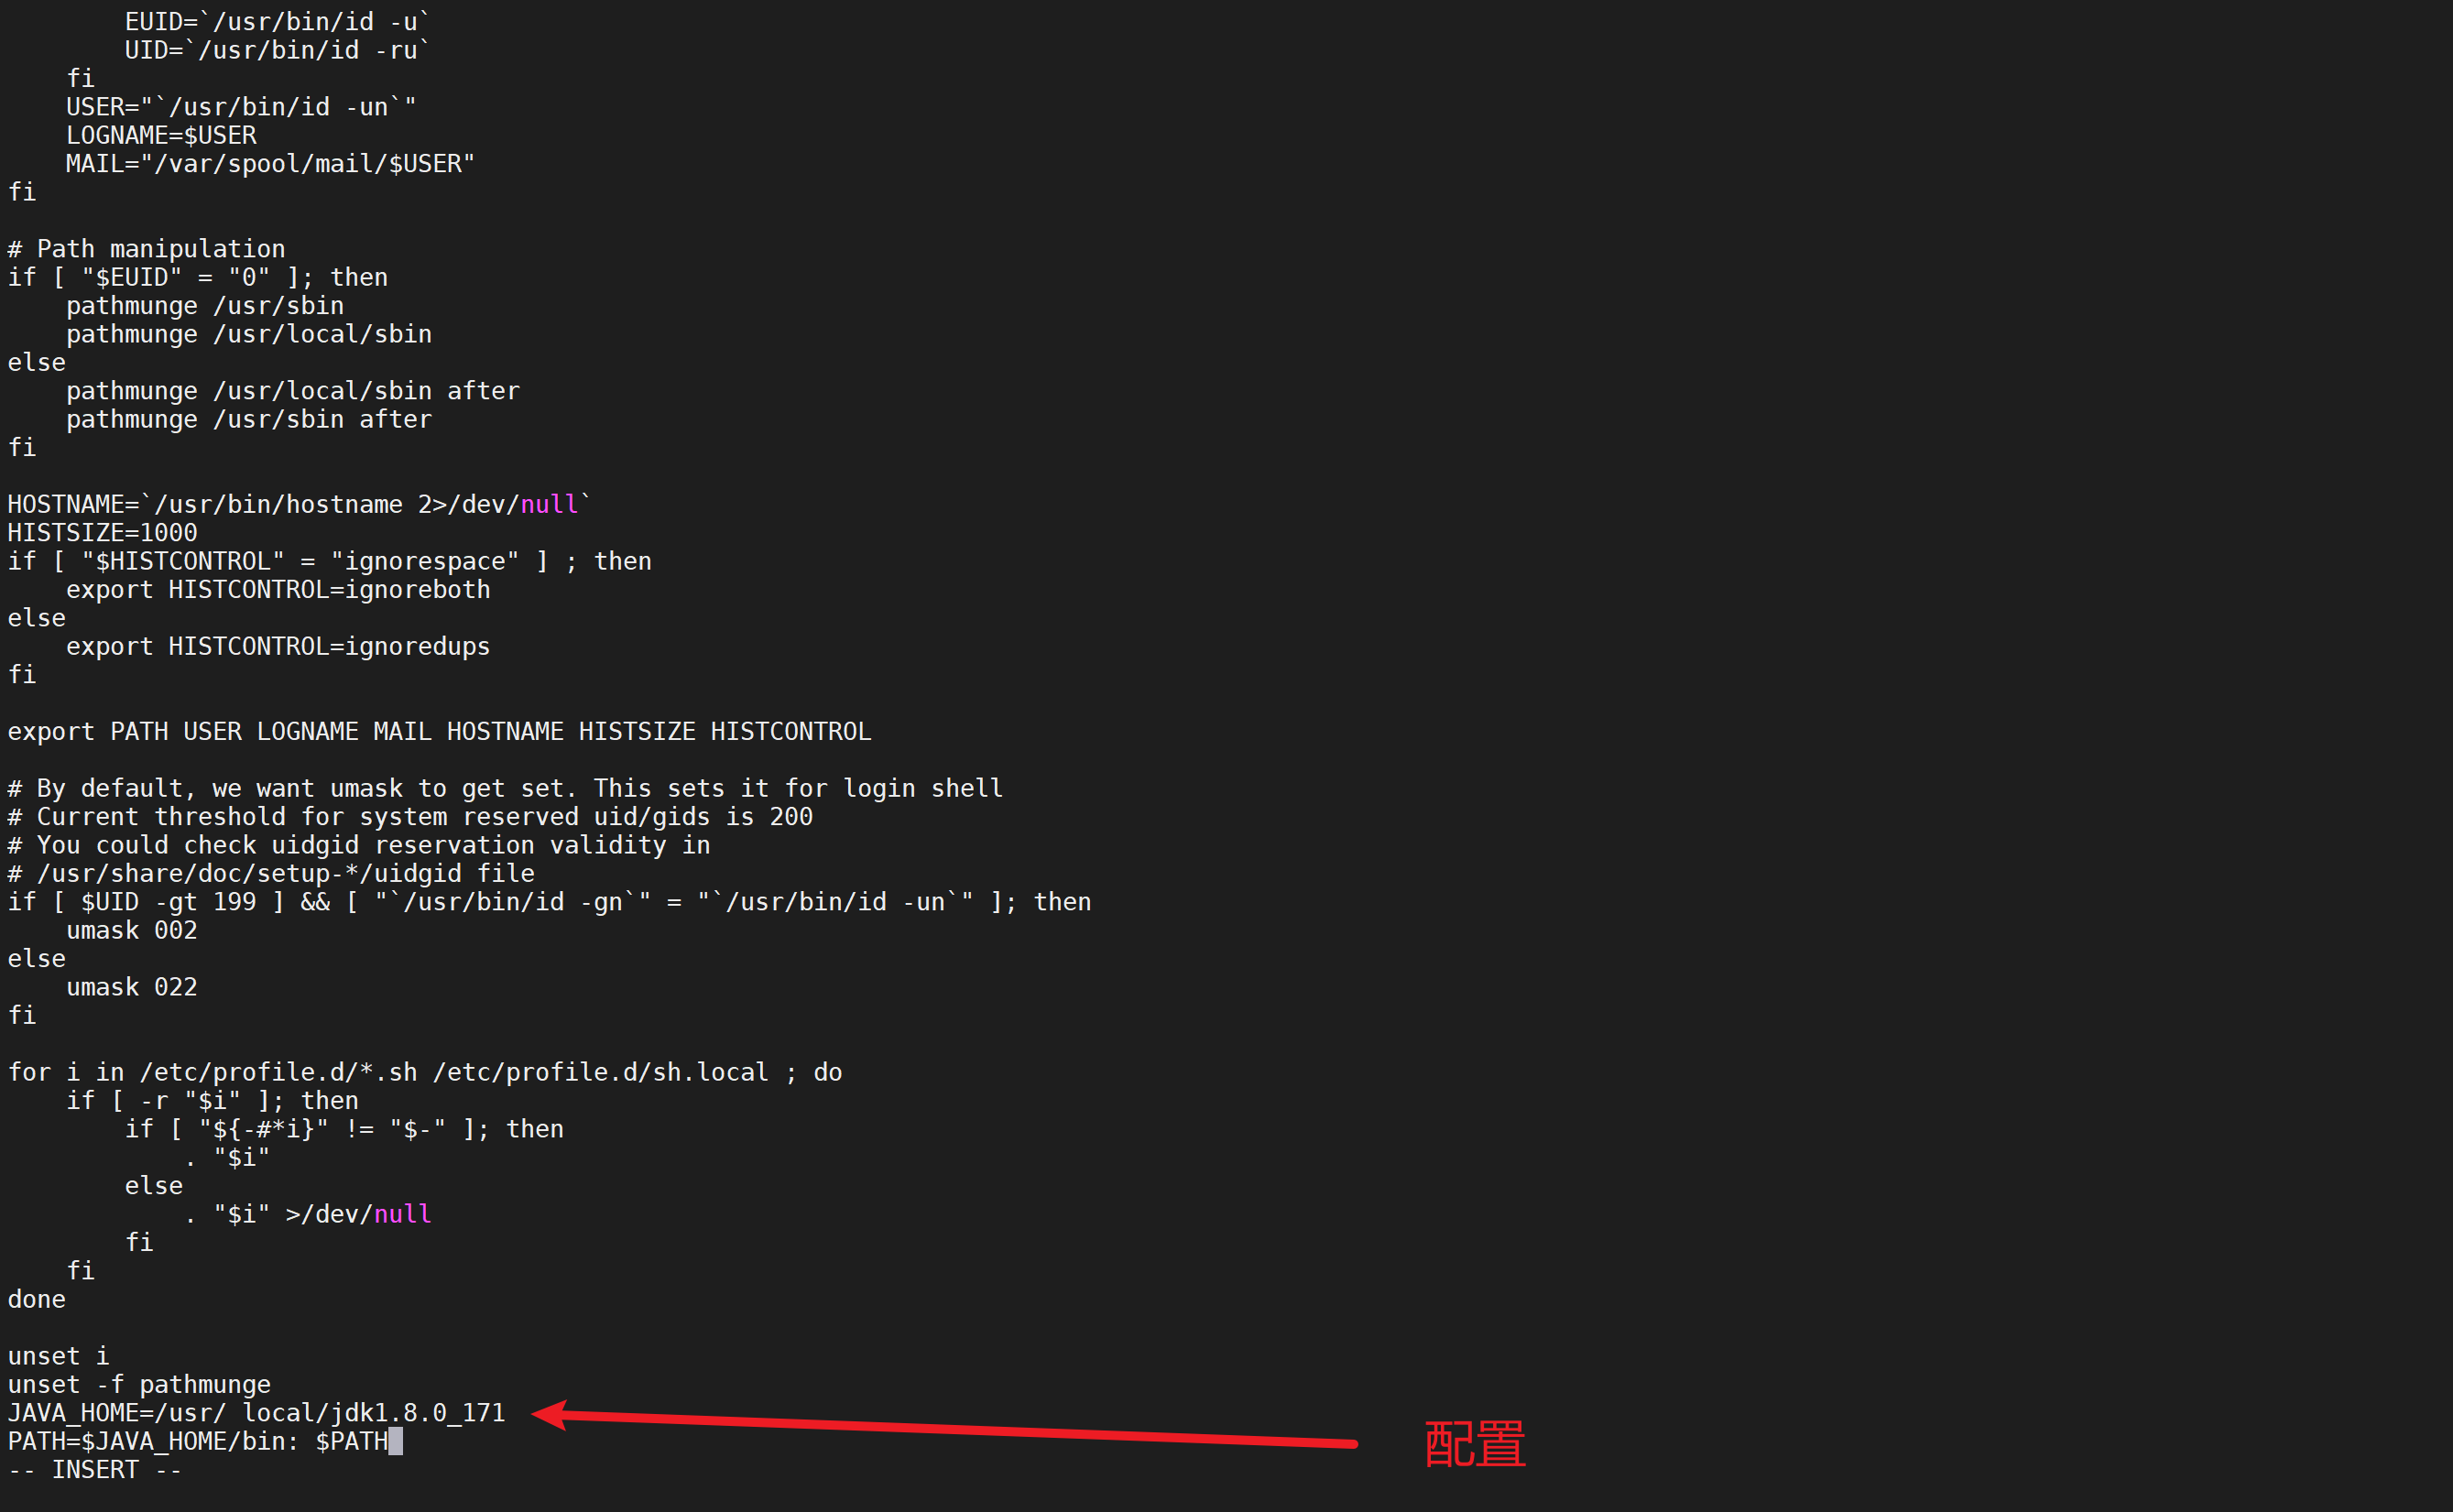 EUID=`/usr/bin/id -u`
        UID=`/usr/bin/id -ru`
    fi
    USER="`/usr/bin/id -un`"
    LOGNAME=$USER
    MAIL="/var/spool/mail/$USER"
fi

# Path manipulation
if [ "$EUID" = "0" ]; then
    pathmunge /usr/sbin
    pathmunge /usr/local/sbin
else
    pathmunge /usr/local/sbin after
    pathmunge /usr/sbin after
fi

HOSTNAME=`/usr/bin/hostname 2>/dev/null`
HISTSIZE=1000
if [ "$HISTCONTROL" = "ignorespace" ] ; then
    export HISTCONTROL=ignoreboth
else
    export HISTCONTROL=ignoredups
fi

export PATH USER LOGNAME MAIL HOSTNAME HISTSIZE HISTCONTROL

# By default, we want umask to get set. This sets it for login shell
# Current threshold for system reserved uid/gids is 200
# You could check uidgid reservation validity in
# /usr/share/doc/setup-*/uidgid file
if [ $UID -gt 199 ] && [ "`/usr/bin/id -gn`" = "`/usr/bin/id -un`" ]; then
    umask 002
else
    umask 022
fi

for i in /etc/profile.d/*.sh /etc/profile.d/sh.local ; do
    if [ -r "$i" ]; then
        if [ "${-#*i}" != "$-" ]; then
            . "$i"
        else
            . "$i" >/dev/null
        fi
    fi
done

unset i
unset -f pathmunge
JAVA_HOME=/usr/ local/jdk1.8.0_171
PATH=$JAVA_HOME/bin: $PATH
配置
-- INSERT --